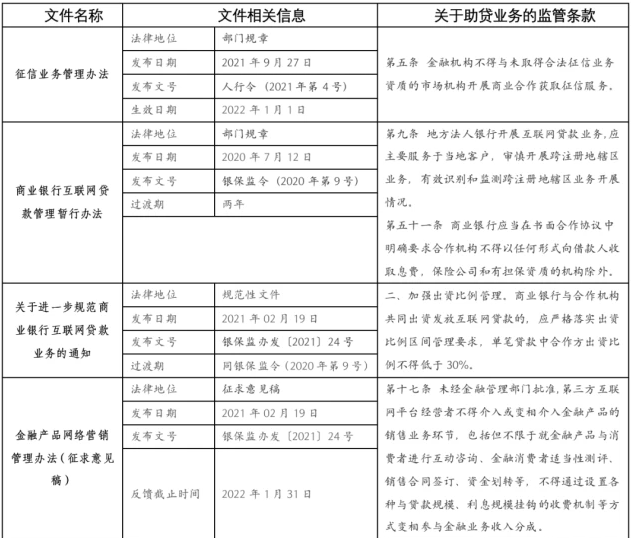 文件名称 文件相关信息 关于助贷业务的监管条款
征信业务管理办法
法律地位 部门规章
发布日期 2021 年 9 月 27 日
发布文号 人行令（2021 年第 4 号）
生效日期 2022 年 1 月 1 日
第五条 金融机构不得与未取得合法征信业务
资质的市场机构开展商业合作获取征信服务。
商业银行互联网贷
款管理暂行办法
法律地位 部门规章
发布日期 2020 年 7 月 12 日
发布文号 银保监令（2020 年第 9 号）
过渡期 两年
第九条 地方法人银行开展互联网贷款业务,应
主要服务于当地客户，审慎开展跨注册地辖区
业务，有效识别和监测跨注册地辖区业务开展
情况。
第五十一条 商业银行应当在书面合作协议中
明确要求合作机构不得以任何形式向借款人收
取息费，保险公司和有担保资质的机构除外。
关于进一步规范商
业银行互联网贷款
业务的通知
法律地位 规范性文件
发布日期 2021 年 02 月 19 日
发布文号 银保监办发〔2021〕24 号
过渡期 同银保监令（2020 年第 9 号）
二、加强出资比例管理。商业银行与合作机构
共同出资发放互联网贷款的，应严格落实出资
比例区间管理要求，单笔贷款中合作方出资比
例不得低于 30%。
金融产品网络营销
管理办法（征求意见
稿）
法律地位 征求意见稿
发布日期 2021 年 02 月 19 日
发布文号 银保监办发〔2021〕24 号
反馈截止时间 2022 年 1 月 31 日
第十七条 未经金融管理部门批准,第三方互联
网平台经营者不得介入或变相介入金融产品的
销售业务环节，包括但不限于就金融产品与消
费者进行互动咨询、金融消费者适当性测评、
销售合同签订、资金划转等，不得通过设置各
种与贷款规模、利息规模挂钩的收费机制等方
式变相参与金融业务收入分成。